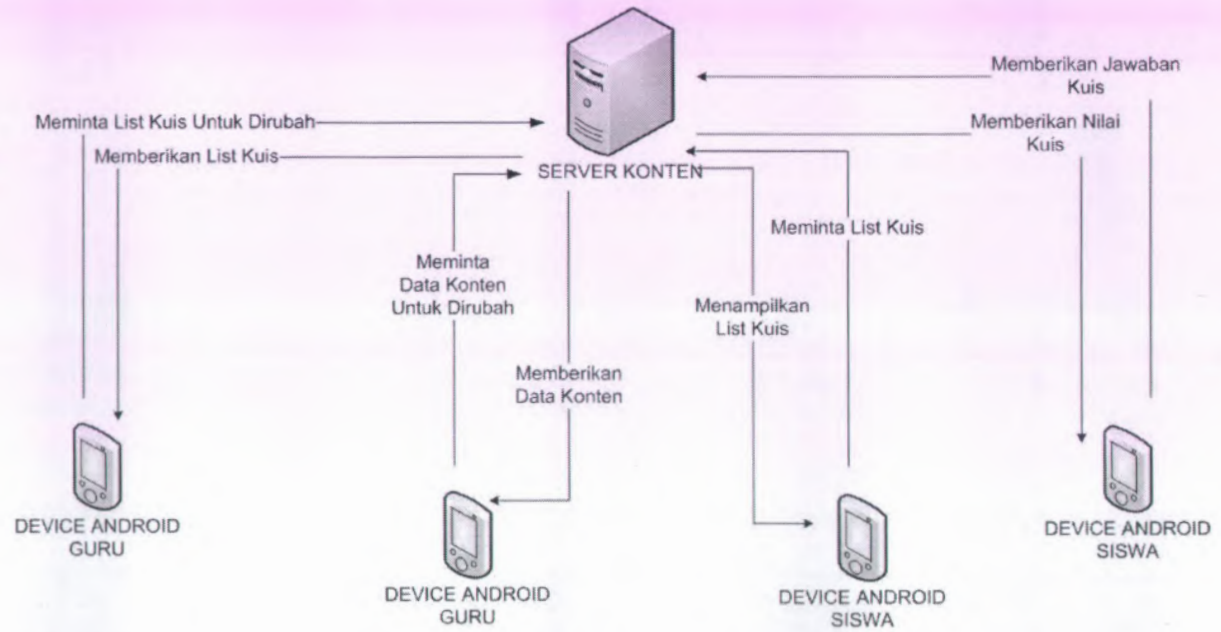 Memberikan Jawaban
Kuis
Meminta List Kuis Untuk Dirubah
Memberikan Nilai
Kuis
Memberikan List Kuis
SERVER KONTEN
Meminta List Kuis
Meminta
Data Konten
Untuk Dirubah
Menampilkan
List Kuis
Memberikan
Data Konten
DEVICE ANDROID
GURU
DEVICE ANDROID
GURU
DEVICE ANDROID
SISWA
DEVICE ANDROID
SISWA